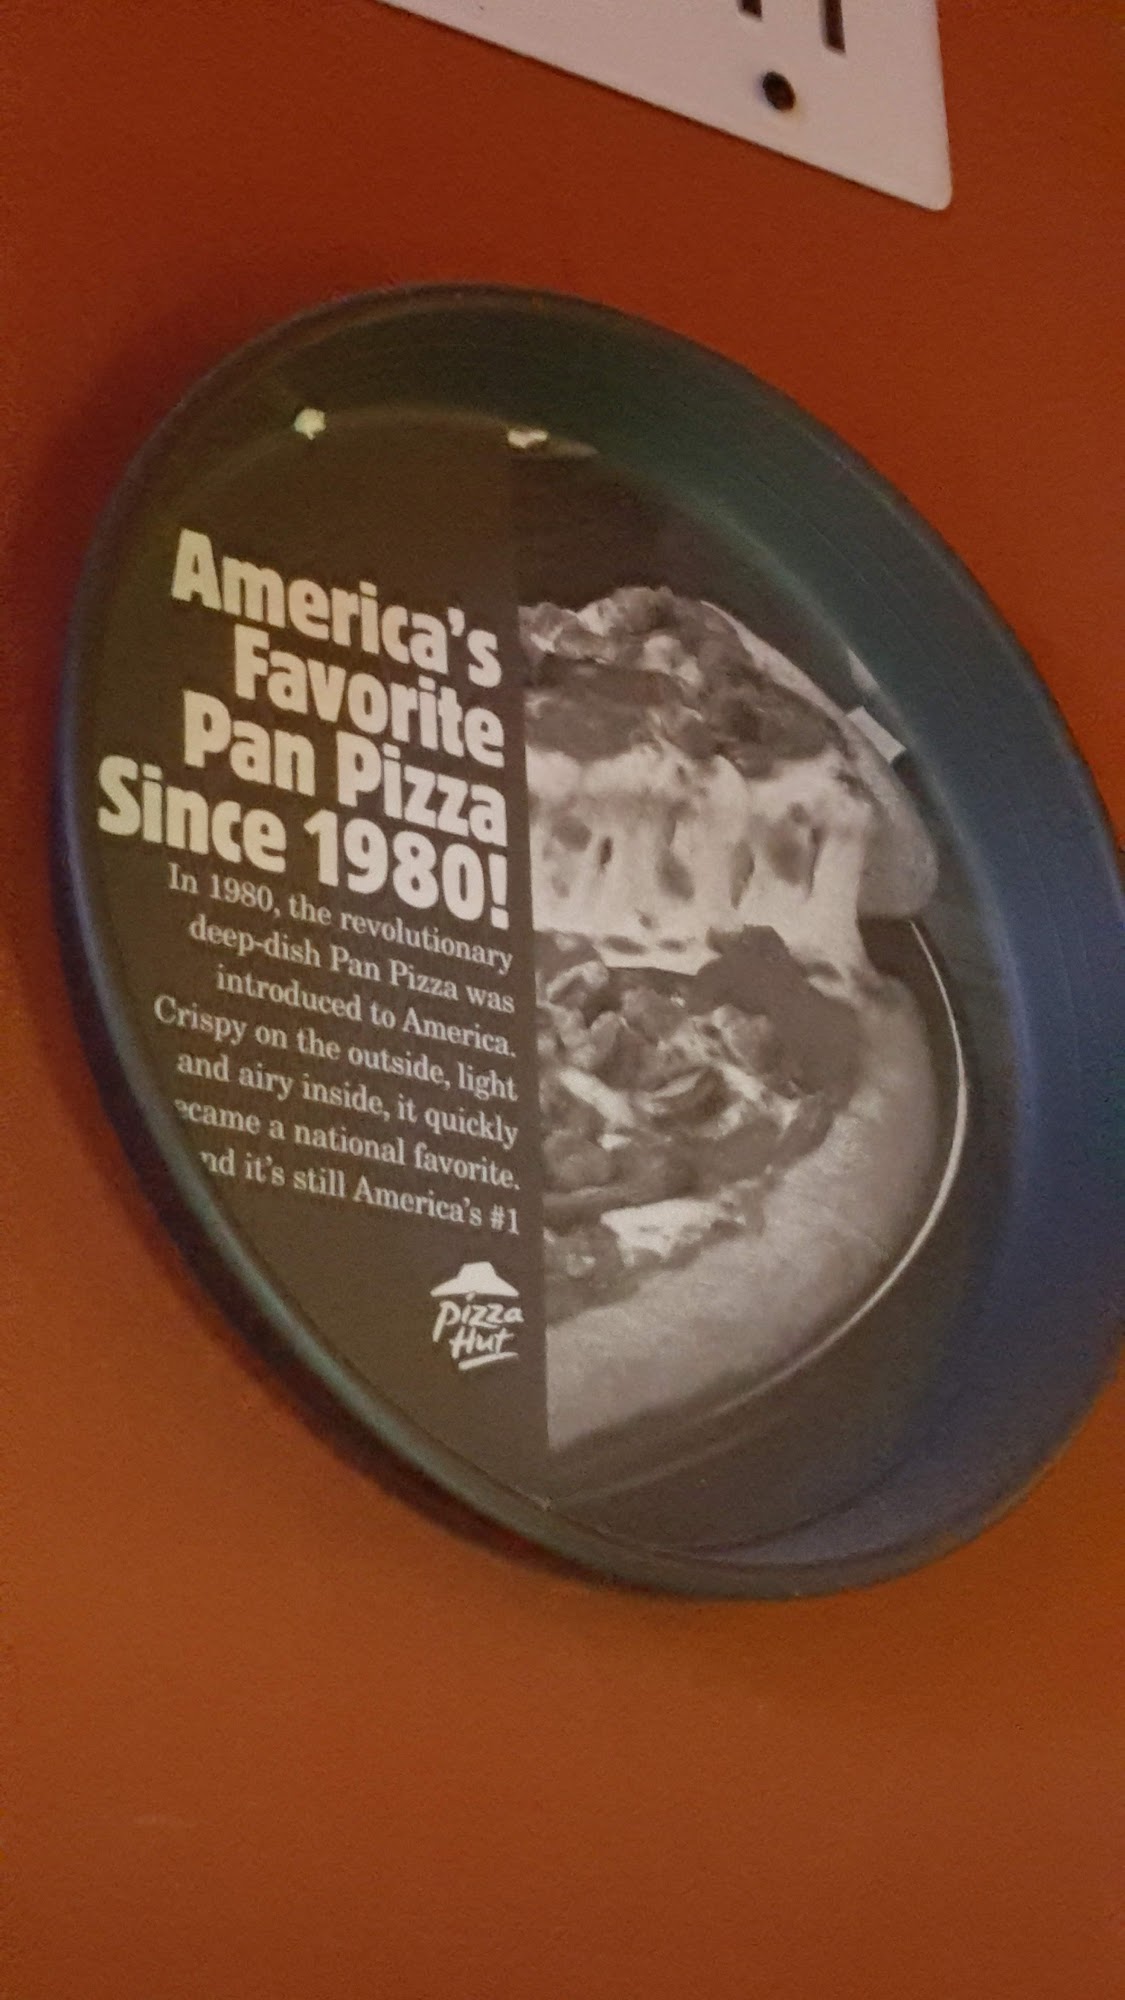 America's
Favorite
Pan Pizza
Since 1980!
In 1980, the revolutionary
deep-dish Pan Pizza was
introduced to America.
Crispy on the outside, light
and airy inside, it quickly
ecame a national favorite.
nd it's still America's #1
Pizza
Hut